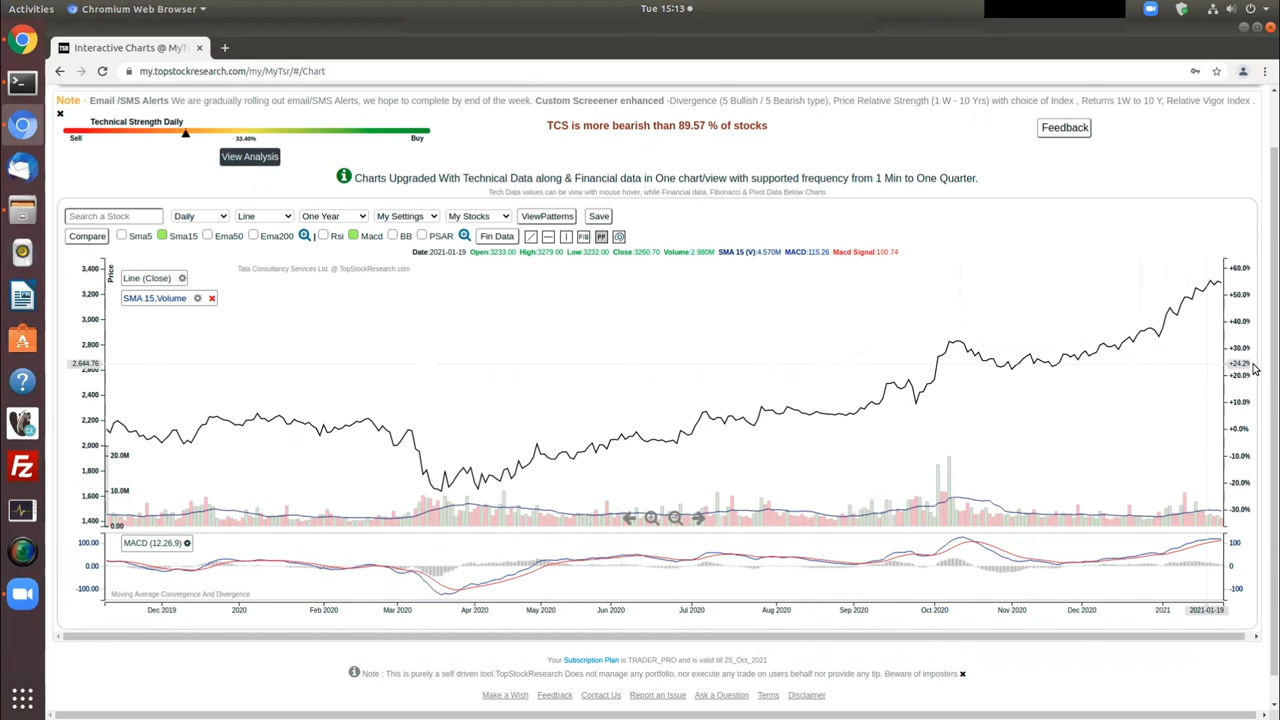 Activities Chromium Web Browser Tue 15:13
Interactive Charts @ MyTs
my.topstockresearch.com/my/MyTsr/#/Chart
Note - Email /SMS Alerts We are gradually rolling out email/SMS Alerts, we hope to complete by end of the week. Custom Screeener enhanced -Divergence (5 Bullish / 5 Bearish type), Price Relative Strength (1 W - 10 Yrs) with choice of Index , Returns 1W to 10 Y, Relative Vigor Index .
Technical Strength Daily
Sell 33.40% Buy
TCS is more bearish than 89.57 % of stocks
Feedback
View Analysis
Charts Upgraded With Technical Data along & Financial data in One chart/view with supported frequency from 1 Min to One Quarter.
Tech Data values can be view with mouse hover, while Financial data, Fibonacci & Pivot Data Below Charts
Search a Stock Daily Line One Year My Settings My Stocks ViewPatterns Save
Compare Sma5 Sma15 Ema50 Ema200 | Rsi Macd BB PSAR Fin Data FIB PP
Date:2021-01-19 Open:3233.00 High:3279.00 Low:3232.00 Close:3260.70 Volume:2.980M SMA 15 (V):4.570M MACD:115.26 Macd Signal:100.74
Price
Line (Close)
Tata Consultancy Services Ltd. @ TopStockResearch.com
SMA 15,Volume
3,400 +60.0%
3,200 +50.0%
3,000 +40.0%
2,800 +30.0%
2,644.76 +24.2%
2,600 +20.0%
2,400 +10.0%
2,200 +0.0%
2,000 -10.0%
20.0M
1,800 -20.0%
10.0M
1,600 -30.0%
1,400 0.00
MACD (12,26,9)
100.00 100
0.00 0
-100.00 -100
Moving Average Convergence And Divergence
Dec 2019 2020 Feb 2020 Mar 2020 Apr 2020 May 2020 Jun 2020 Jul 2020 Aug 2020 Sep 2020 Oct 2020 Nov 2020 Dec 2020 2021 2021-01-19
Your Subscription Plan is TRADER_PRO and is valid till 25_Oct_2021
Note : This is purely a self driven tool.TopStockResearch Does not manage any portfolio, nor execute any trade on users behalf nor provide any tip. Beware of imposters
Make a Wish Feedback Contact Us Report an Issue Ask a Question Terms Disclaimer